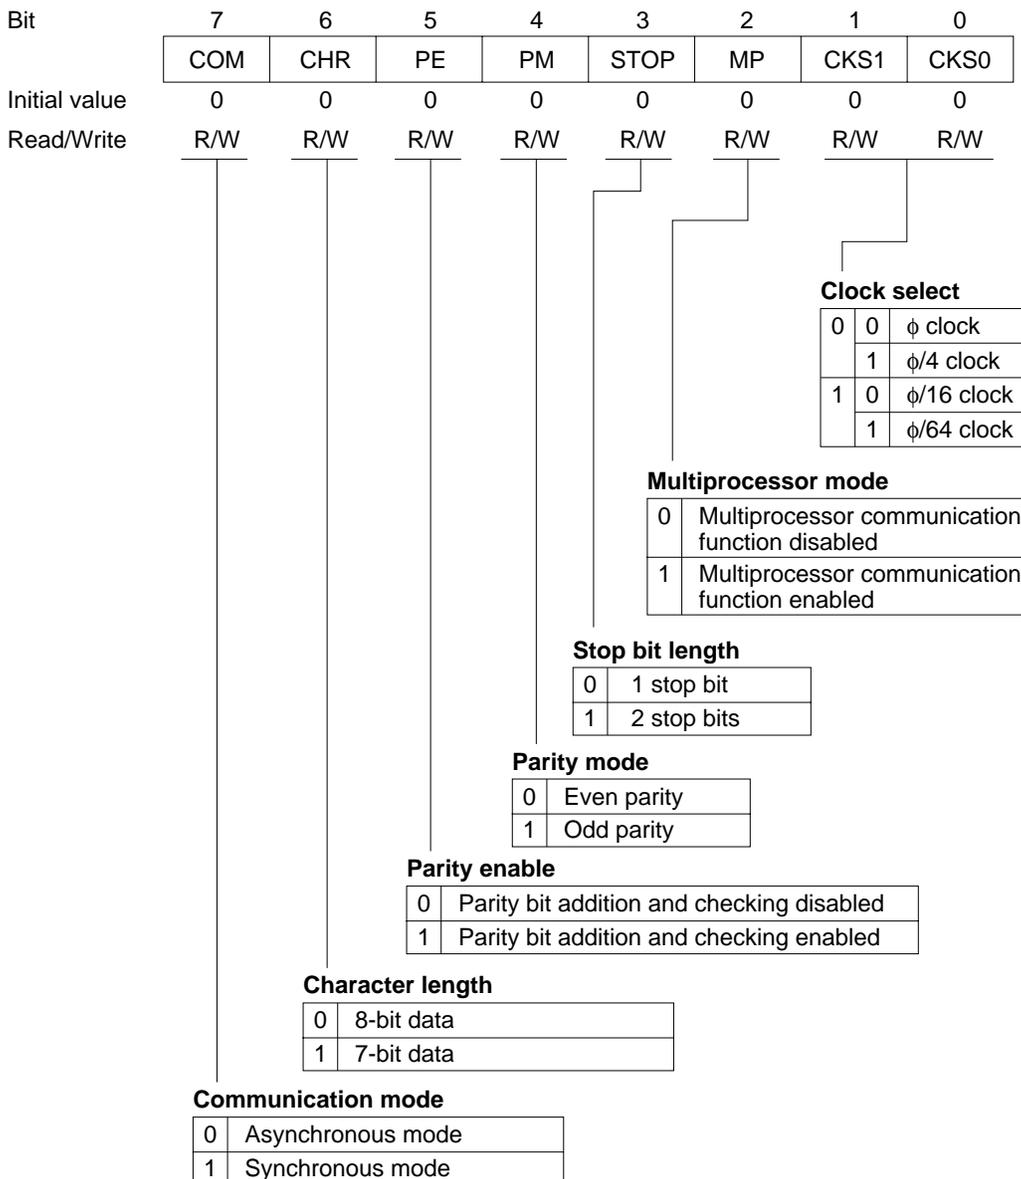 Bit 7 6 5 4 3 2 1 0
COM CHR PE PM STOP MP CKS1 CKS0
Initial value 0 0 0 0 0 0 0 0
Read/Write R/W R/W R/W R/W R/W R/W R/W R/W
Clock select
0 0 ϕ clock
1 ϕ/4 clock
1 0 ϕ/16 clock
1 ϕ/64 clock
Multiprocessor mode
0 Multiprocessor communication
function disabled
1 Multiprocessor communication
function enabled
Stop bit length
0 1 stop bit
1 2 stop bits
Parity mode
0 Even parity
1 Odd parity
Parity enable
0 Parity bit addition and checking disabled
1 Parity bit addition and checking enabled
Character length
0 8-bit data
1 7-bit data
Communication mode
0 Asynchronous mode
1 Synchronous mode